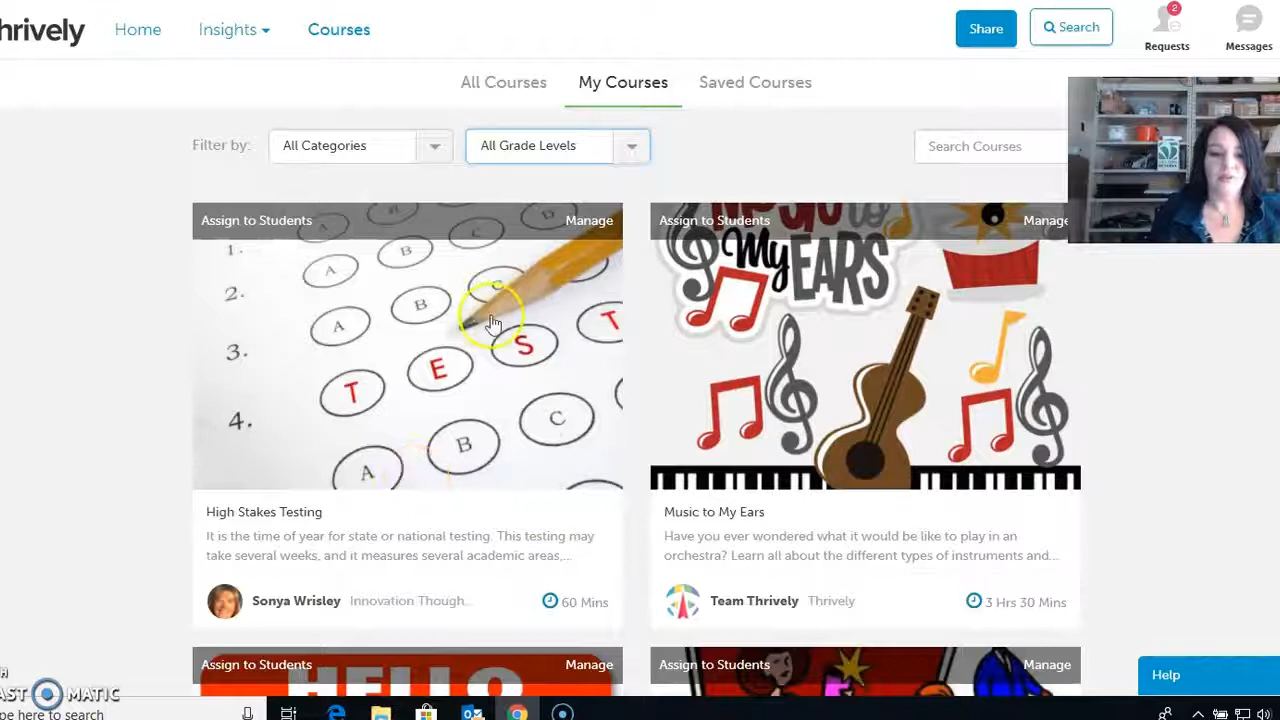 hrively
Home
Insights
Courses
Share
Search
2
Requests
Messages
All Courses
My Courses
Saved Courses
Filter by:
All Categories
All Grade Levels
Search Courses
Assign to Students
Manage
1.
A
B
C
D
2.
A
B
C
3.
A
B
T
E
S
T
4.
A
B
C
High Stakes Testing
It is the time of year for state or national testing. This testing may
take several weeks, and it measures several academic areas,...
Sonya Wrisley
Innovation Though...
60 Mins
Assign to Students
Manage
My
EARS
Music to My Ears
Have you ever wondered what it would be like to play in an
orchestra? Learn all about the different types of instruments and...
Team Thrively
Thrively
3 Hrs 30 Mins
Assign to Students
Manage
HELLO
Assign to Students
Manage
Help
AST MATIC
pe here to search